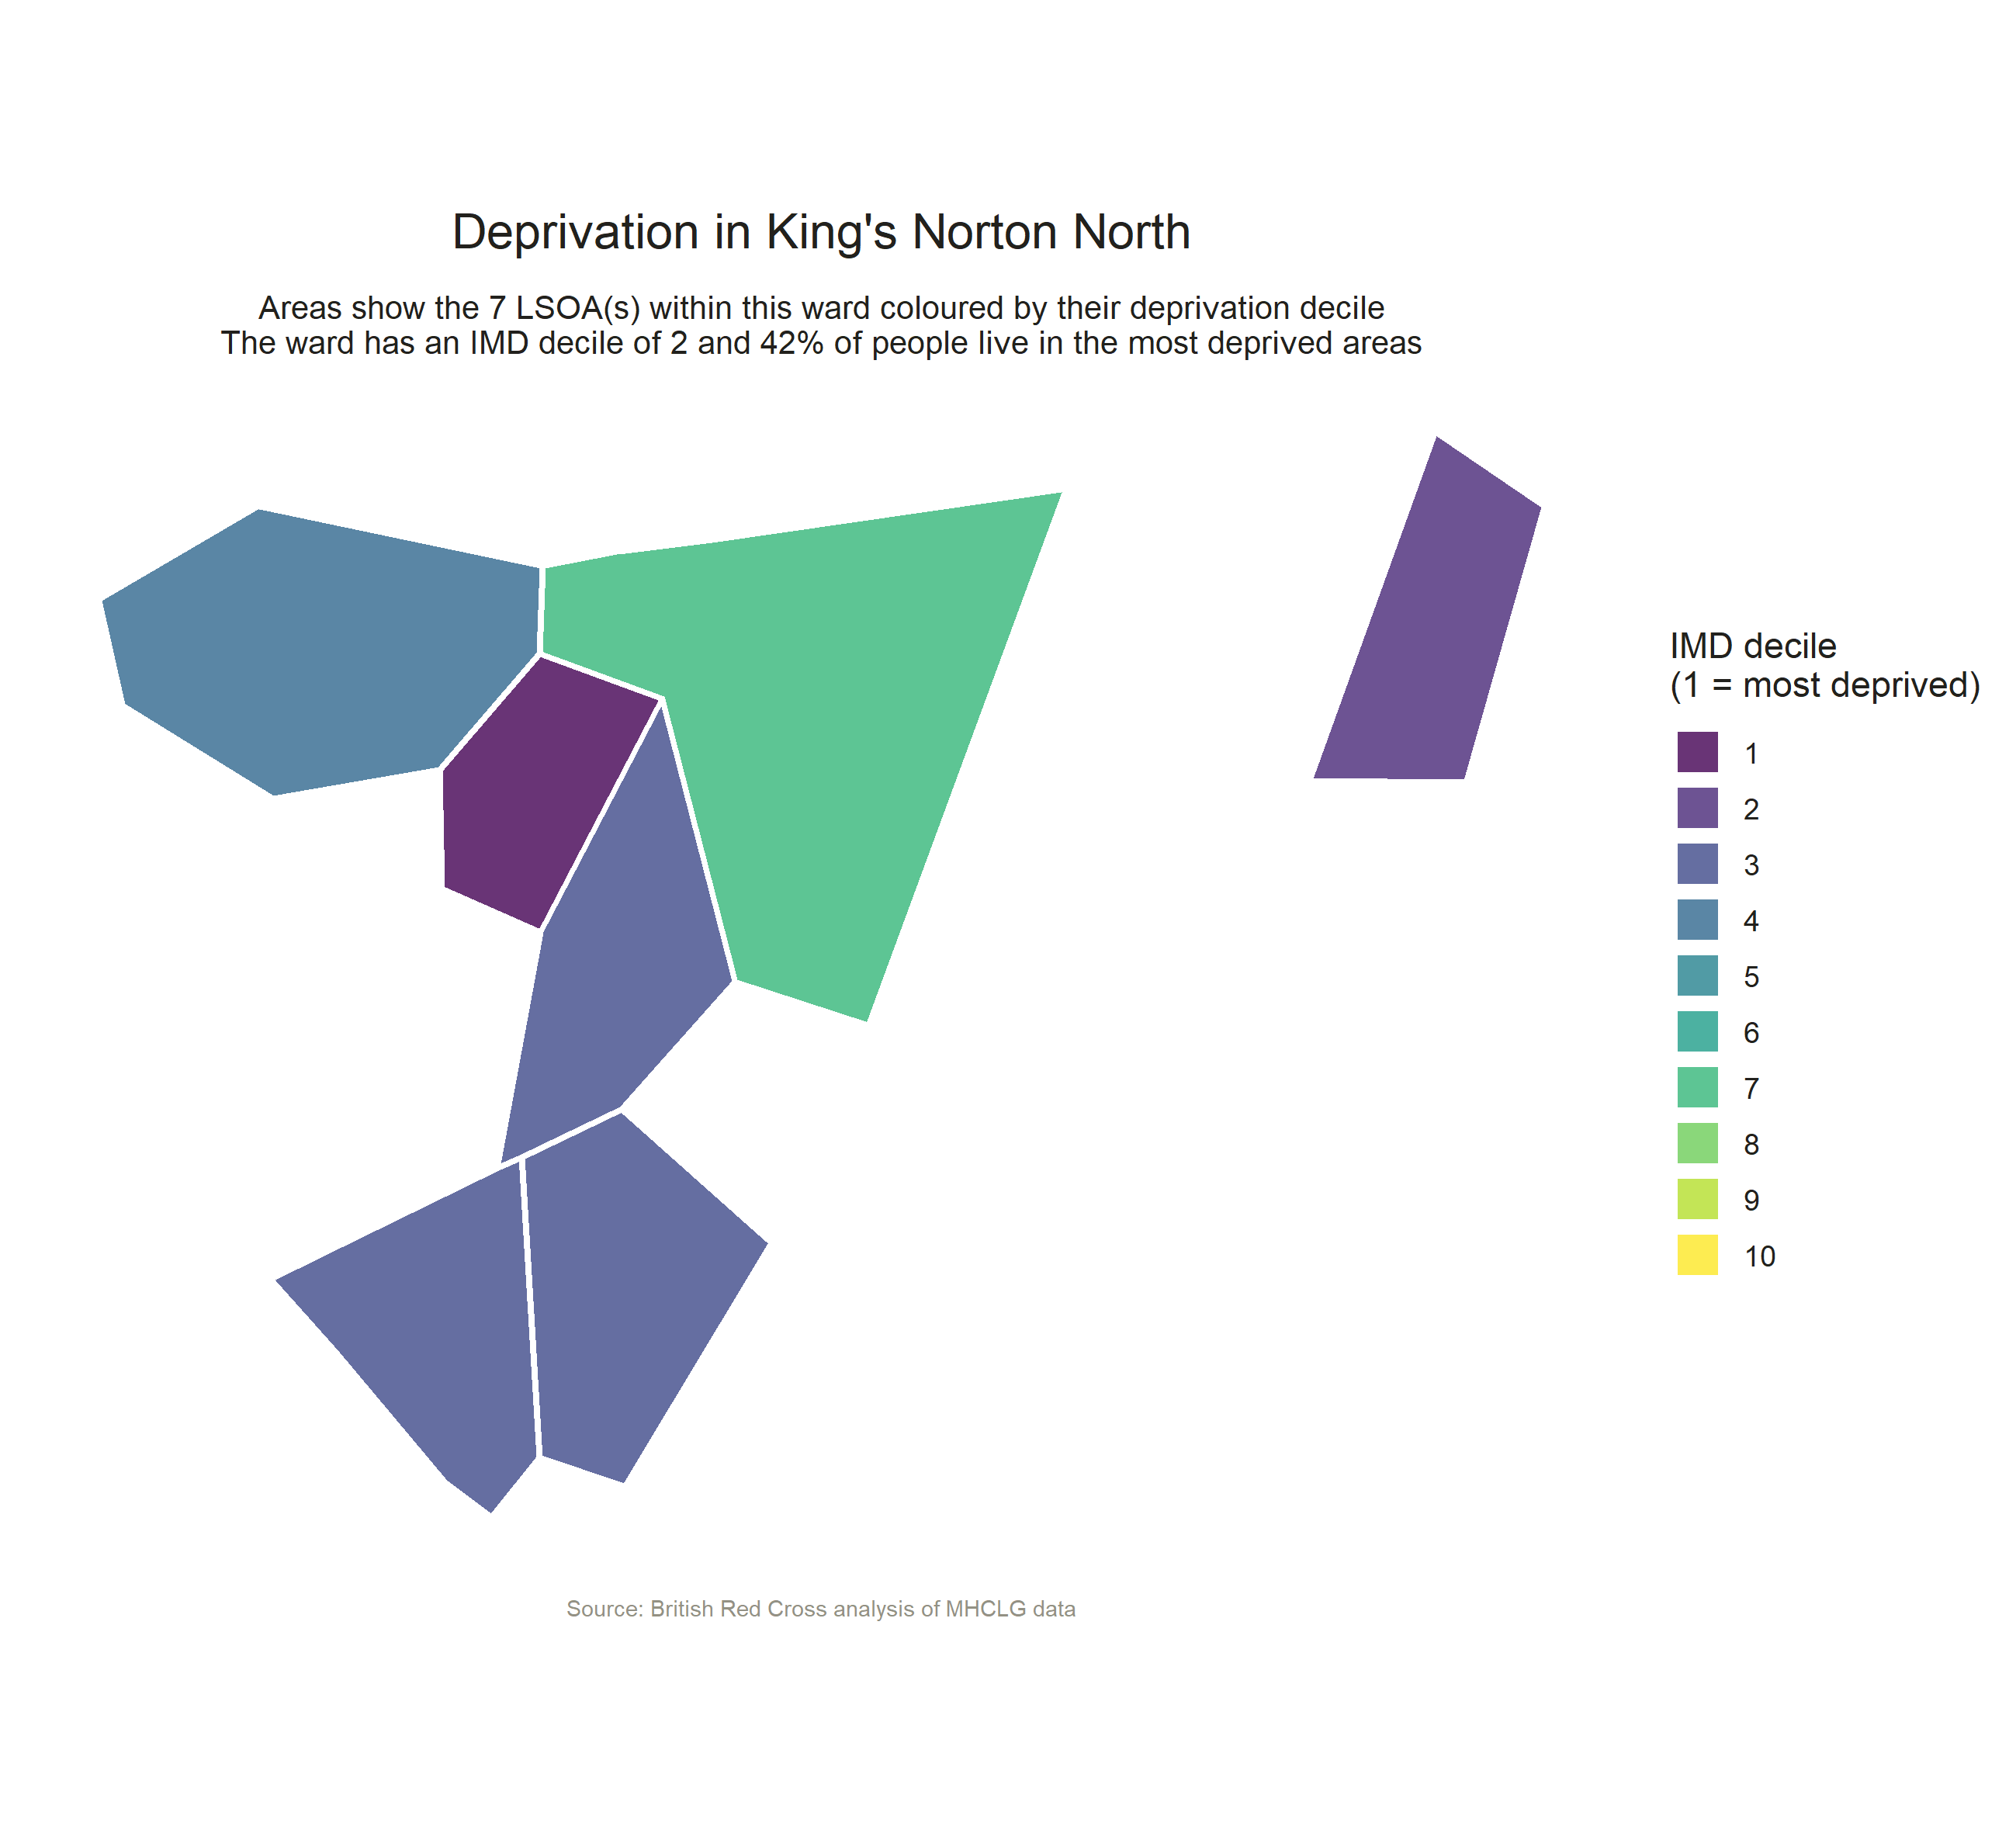 Deprivation in King's Norton North
Areas show the 7 LSOA(s) within this ward coloured by their deprivation decile
The ward has an IMD decile of 2 and 42% of people live in the most deprived areas
IMD decile
(1 = most deprived)
1
2
3
4
5
6
7
8
9
10
Source: British Red Cross analysis of MHCLG data